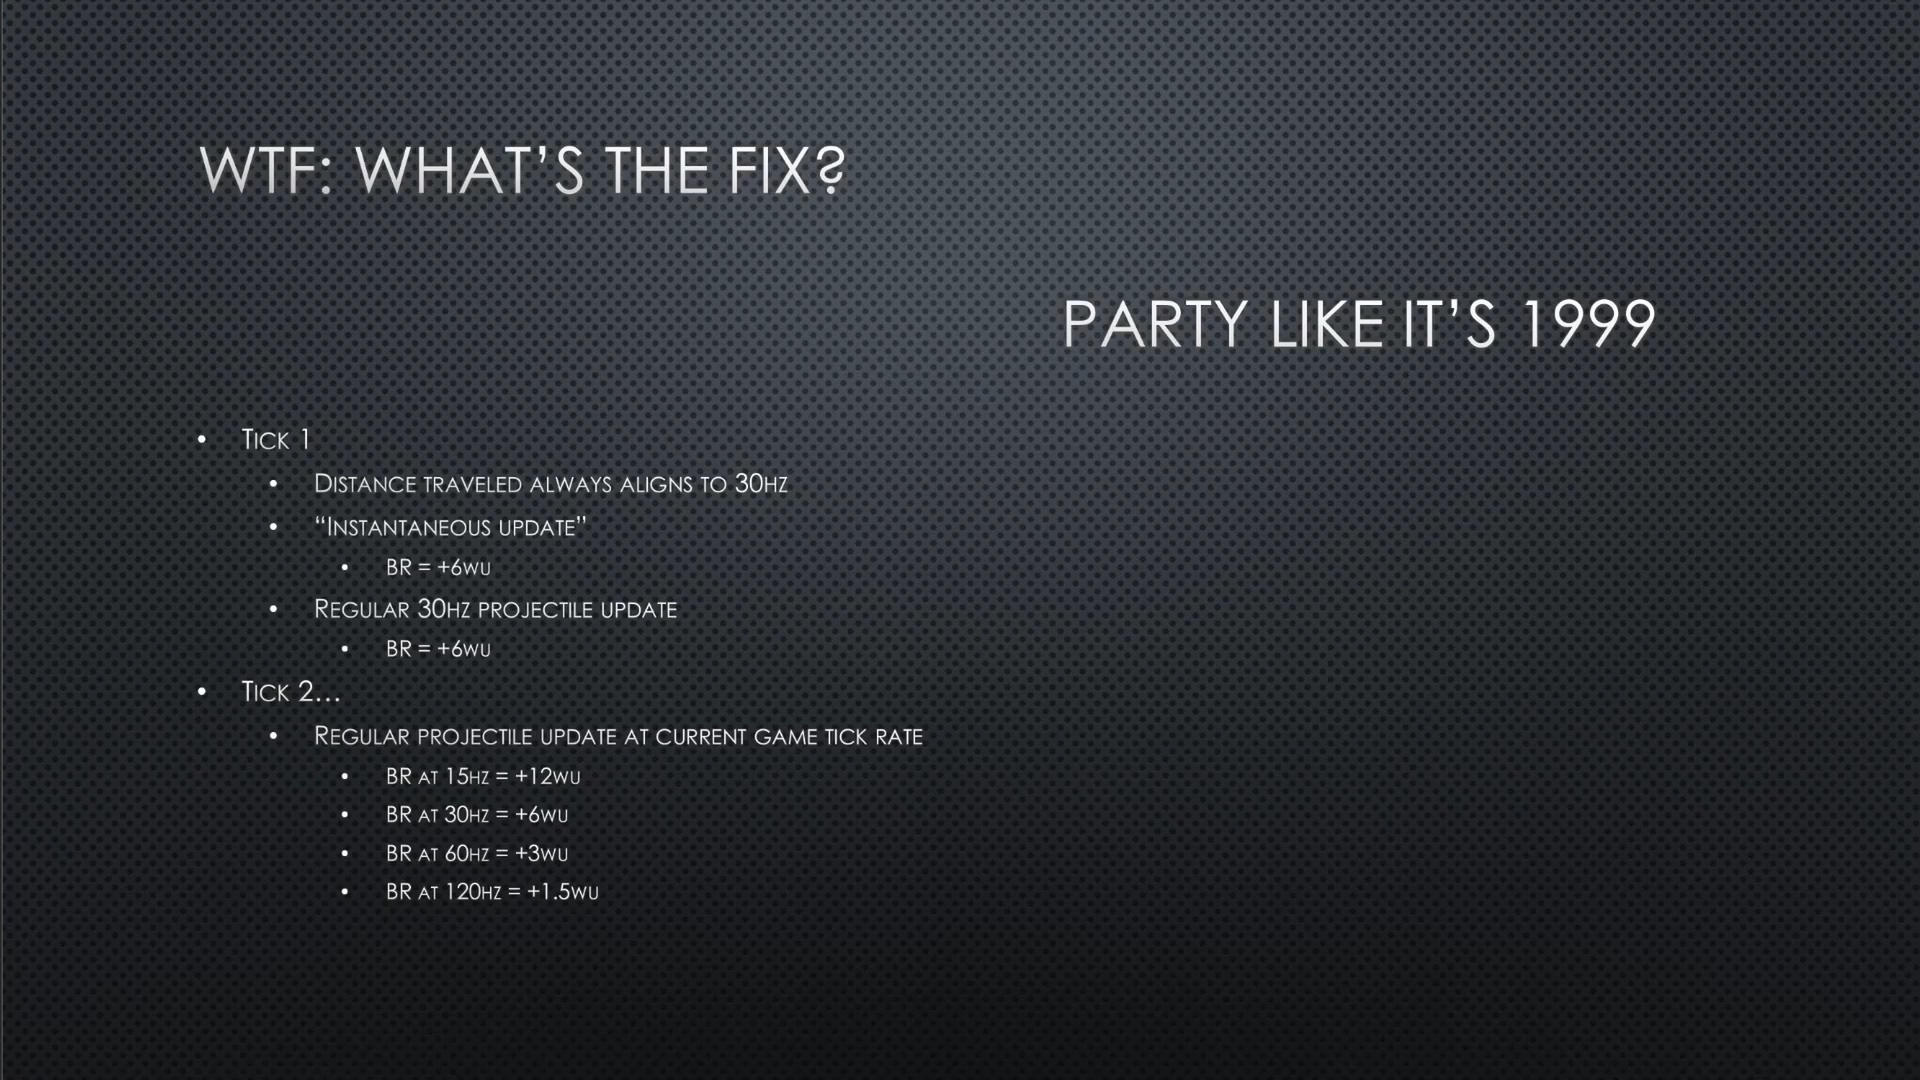 WTF: WHAT’S THE FIX?
PARTY LIKE IT’S 1999
• TICK 1
• DISTANCE TRAVELED ALWAYS ALIGNS TO 30HZ
• “INSTANTANEOUS UPDATE”
• BR = +6WU
• REGULAR 30HZ PROJECTILE UPDATE
• BR = +6WU
• TICK 2…
• REGULAR PROJECTILE UPDATE AT CURRENT GAME TICK RATE
• BR AT 15HZ = +12WU
• BR AT 30HZ = +6WU
• BR AT 60HZ = +3WU
• BR AT 120HZ = +1.5WU